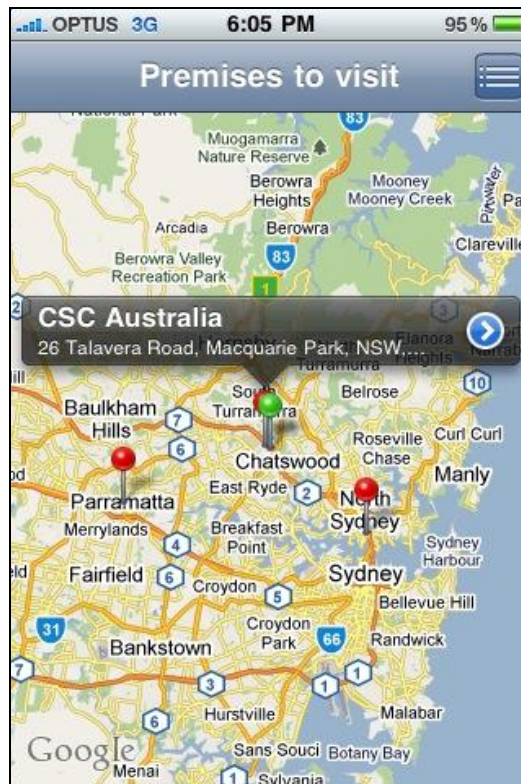 OPTUS 3G 6:05 PM 95%
Premises to visit
83
Muogamarra
Nature Reserve
Berowra
Heights
Mooney
Mooney Creek
Pittwater
Arcadia
Berowra
Clareville
Berowra Valley
Recreation Park
83
1
CSC Australia
26 Talavera Road, Macquarie Park, NSW,...
Turramurra
Heights
10
South
Turramurra
Belrose
Baulkham
Hills
7
6
Roseville
Chase
Curl Curl
Chatswood
Manly
Parramatta
East Ryde
2
North
Sydney
Merrylands
Breakfast
Point
Sydney
Harbour
4
Fairfield
6
Croydon
5
Sydney
Bellevue Hill
31
Croydon
Park
66
Randwick
Bankstown
7
3
1
1
Hurstville
Malabar
6
Google
Sans Souci
Botany Bay
Menai
1
Sylvania